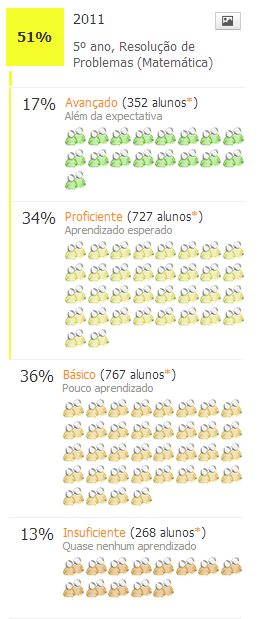 51%
2011
5º ano, Resolução de
Problemas (Matemática)
17%
Avançado (352 alunos*)
Além da expectativa
34%
Proficiente (727 alunos*)
Aprendizado esperado
36%
Básico (767 alunos*)
Pouco aprendizado
13%
Insuficiente (268 alunos*)
Quase nenhum aprendizado